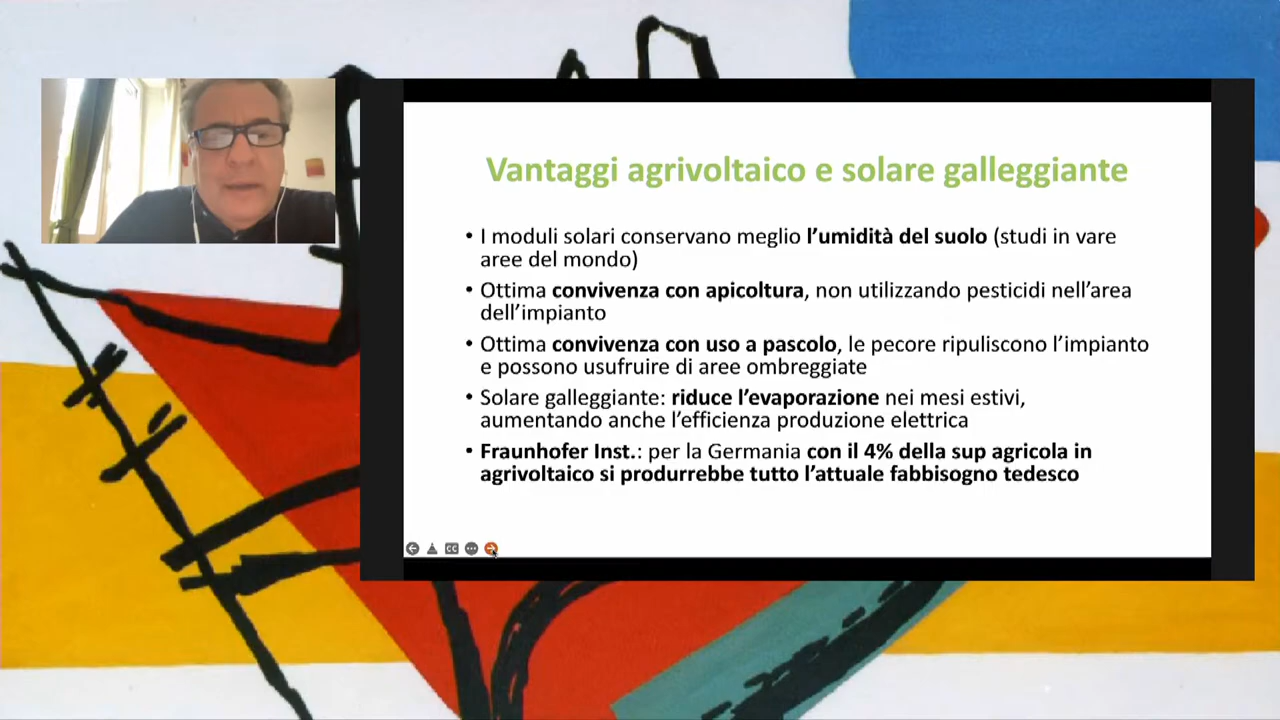 Vantaggi agrivoltaico e solare galleggiante
• I moduli solari conservano meglio l’umidità del suolo (studi in vare
aree del mondo)
• Ottima convivenza con apicoltura, non utilizzando pesticidi nell’area
dell’impianto
• Ottima convivenza con uso a pascolo, le pecore ripuliscono l’impianto
e possono usufruire di aree ombreggiate
• Solare galleggiante: riduce l’evaporazione nei mesi estivi,
aumentando anche l’efficienza produzione elettrica
• Fraunhofer Inst.: per la Germania con il 4% della sup agricola in
agrivoltaico si produrrebbe tutto l’attuale fabbisogno tedesco
CC